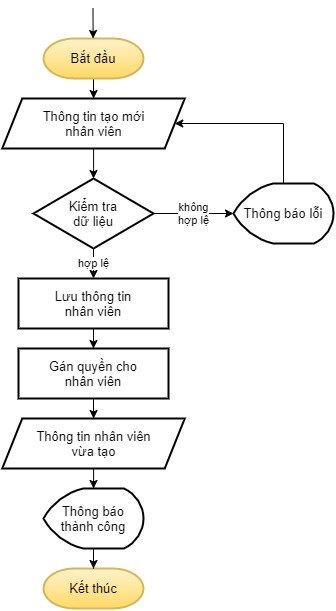 Bắt đầu
Thông tin tạo mới
nhân viên
Kiểm tra
dữ liệu
không
hợp lệ
Thông báo lỗi
hợp lệ
Lưu thông tin
nhân viên
Gán quyền cho
nhân viên
Thông tin nhân viên
vừa tạo
Thông báo
thành công
Kết thúc